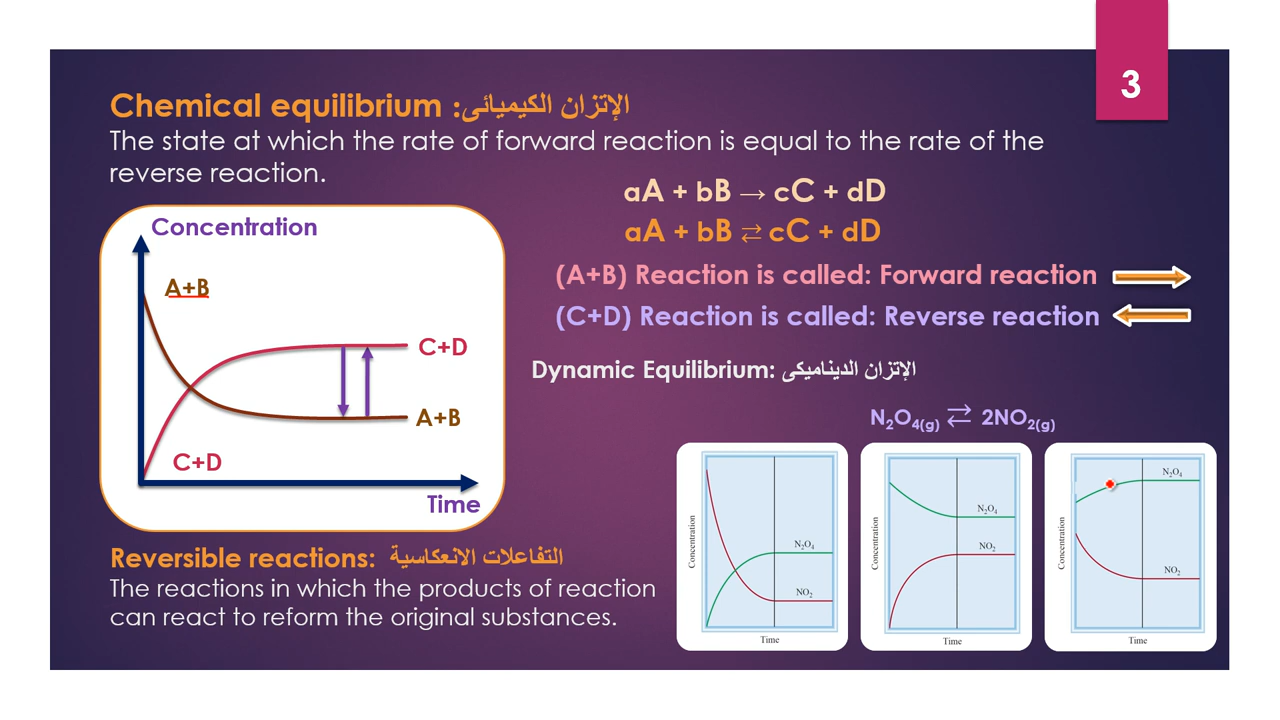 3
Chemical equilibrium :الإتزان الكيميائى
The state at which the rate of forward reaction is equal to the rate of the
reverse reaction.
aA + bB → cC + dD
aA + bB ⇄ cC + dD
(A+B) Reaction is called: Forward reaction
(C+D) Reaction is called: Reverse reaction
Concentration
A+B
C+D
A+B
C+D
Time
Dynamic Equilibrium: الإتزان الديناميكى
N₂O₄(g) ⇄ 2NO₂(g)
Concentration
N₂O₄
NO₂
Time
Concentration
N₂O₄
NO₂
Time
Concentration
N₂O₄
NO₂
Time
Reversible reactions: التفاعلات الانعكاسية
The reactions in which the products of reaction
can react to reform the original substances.